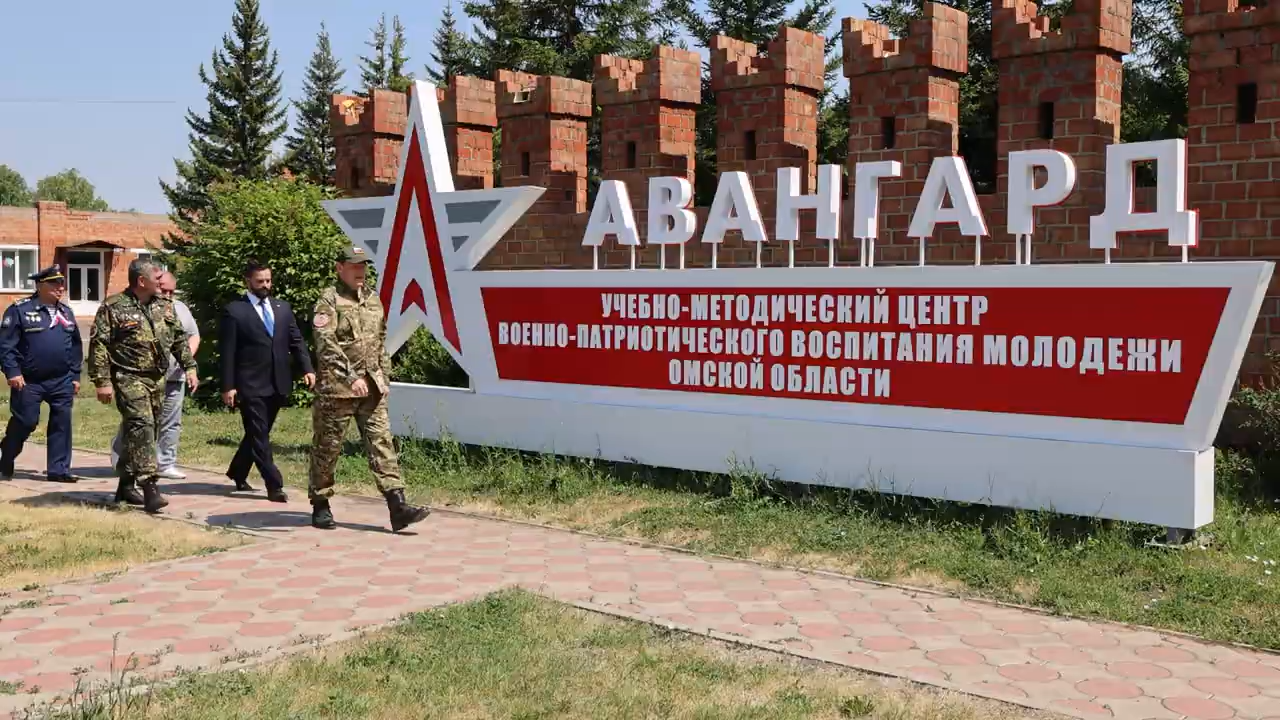 АВАНГАРД
УЧЕБНО-МЕТОДИЧЕСКИЙ ЦЕНТР
ВОЕННО-ПАТРИОТИЧЕСКОГО ВОСПИТАНИЯ МОЛОДЕЖИ
ОМСКОЙ ОБЛАСТИ